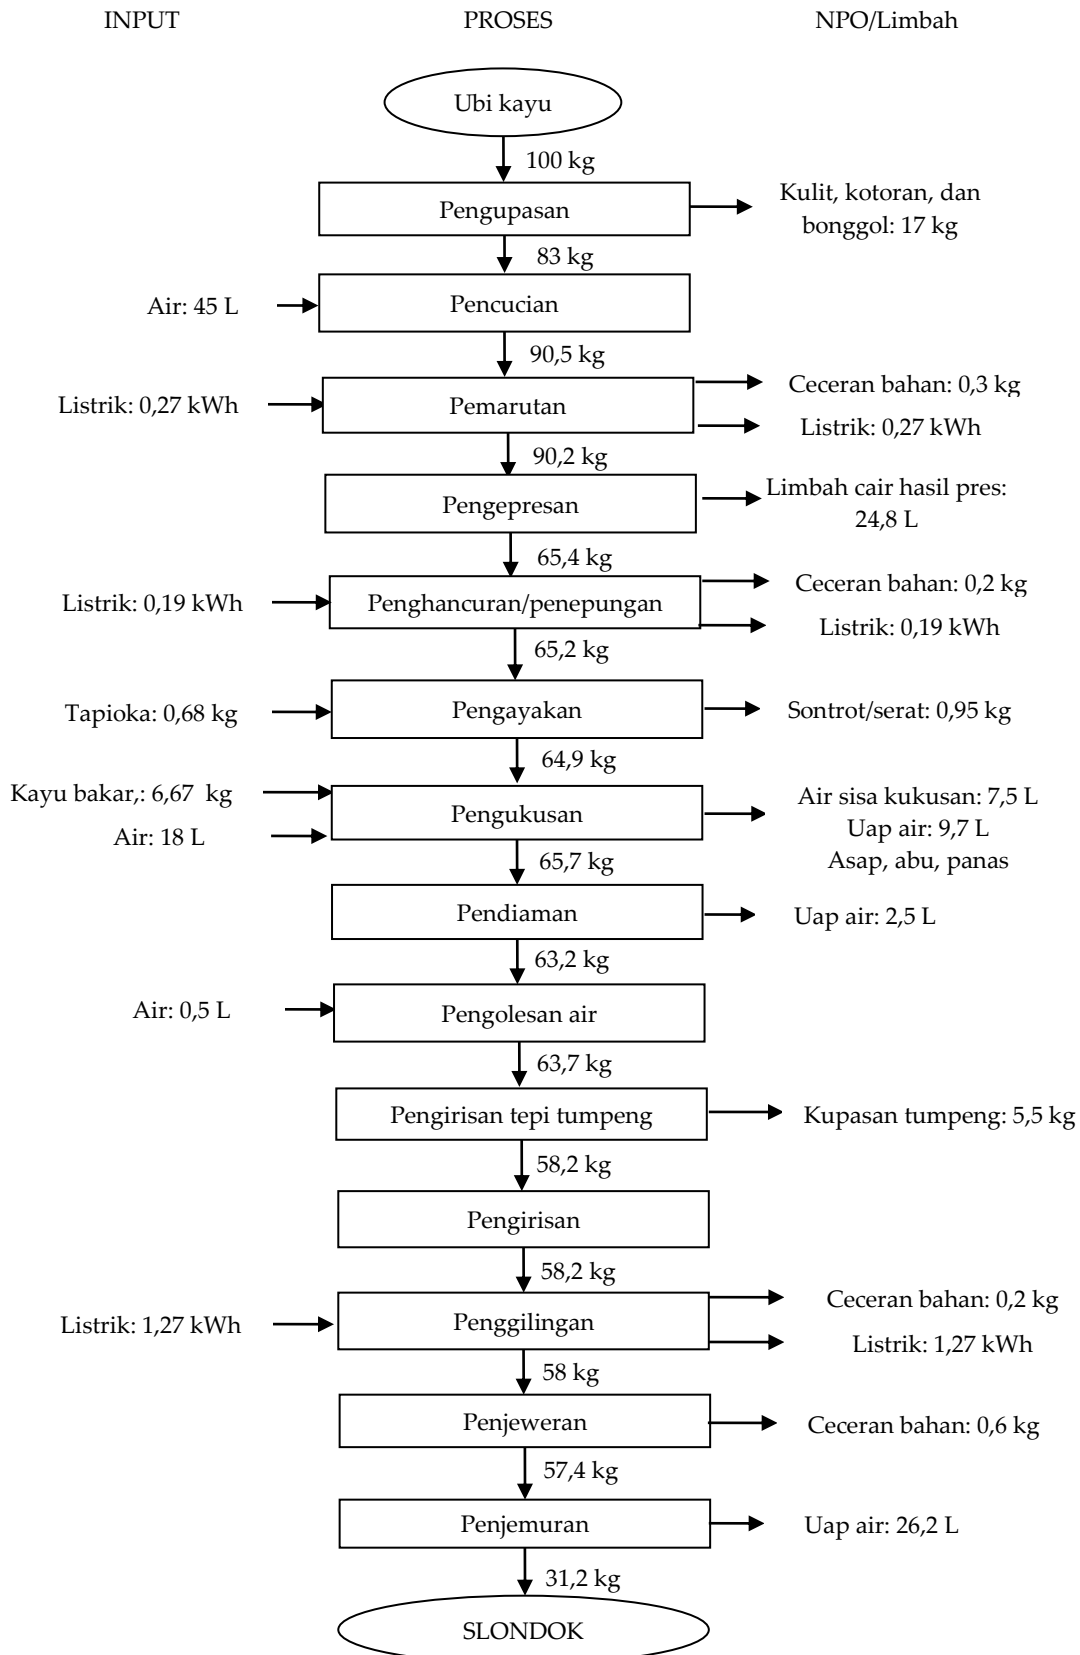 INPUT
PROSES
NPO/Limbah
Ubi kayu
100 kg
Pengupasan
Kulit, kotoran, dan
bonggol: 17 kg
83 kg
Air: 45 L
Pencucian
90,5 kg
Listrik: 0,27 kWh
Pemarutan
Ceceran bahan: 0,3 kg
Listrik: 0,27 kWh
90,2 kg
Pengepresan
Limbah cair hasil pres:
24,8 L
65,4 kg
Listrik: 0,19 kWh
Penghancuran/penepungan
Ceceran bahan: 0,2 kg
Listrik: 0,19 kWh
65,2 kg
Tapioka: 0,68 kg
Pengayakan
Sontrot/serat: 0,95 kg
64,9 kg
Kayu bakar,: 6,67 kg
Air: 18 L
Pengukusan
Air sisa kukusan: 7,5 L
Uap air: 9,7 L
Asap, abu, panas
65,7 kg
Pendiaman
Uap air: 2,5 L
63,2 kg
Air: 0,5 L
Pengolesan air
63,7 kg
Pengirisan tepi tumpeng
Kupasan tumpeng: 5,5 kg
58,2 kg
Pengirisan
58,2 kg
Listrik: 1,27 kWh
Penggilingan
Ceceran bahan: 0,2 kg
Listrik: 1,27 kWh
58 kg
Penjeweran
Ceceran bahan: 0,6 kg
57,4 kg
Penjemuran
Uap air: 26,2 L
31,2 kg
SLONDOK